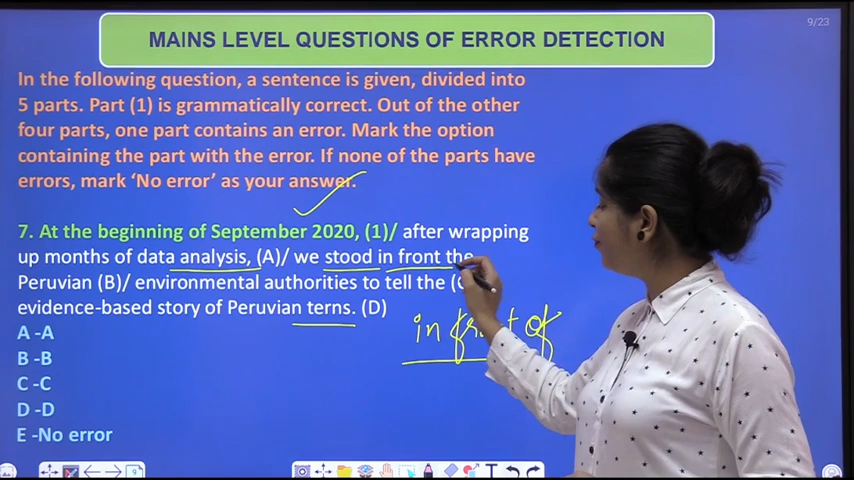 9/23
MAINS LEVEL QUESTIONS OF ERROR DETECTION
In the following question, a sentence is given, divided into
5 parts. Part (1) is grammatically correct. Out of the other
four parts, one part contains an error. Mark the option
containing the part with the error. If none of the parts have
errors, mark ‘No error’ as your answer.
7. At the beginning of September 2020, (1)/ after wrapping
up months of data analysis, (A)/ we stood in front the
Peruvian (B)/ environmental authorities to tell the
evidence-based story of Peruvian terns. (D)
in front of
A -A
B -B
C -C
D -D
E -No error
9
T